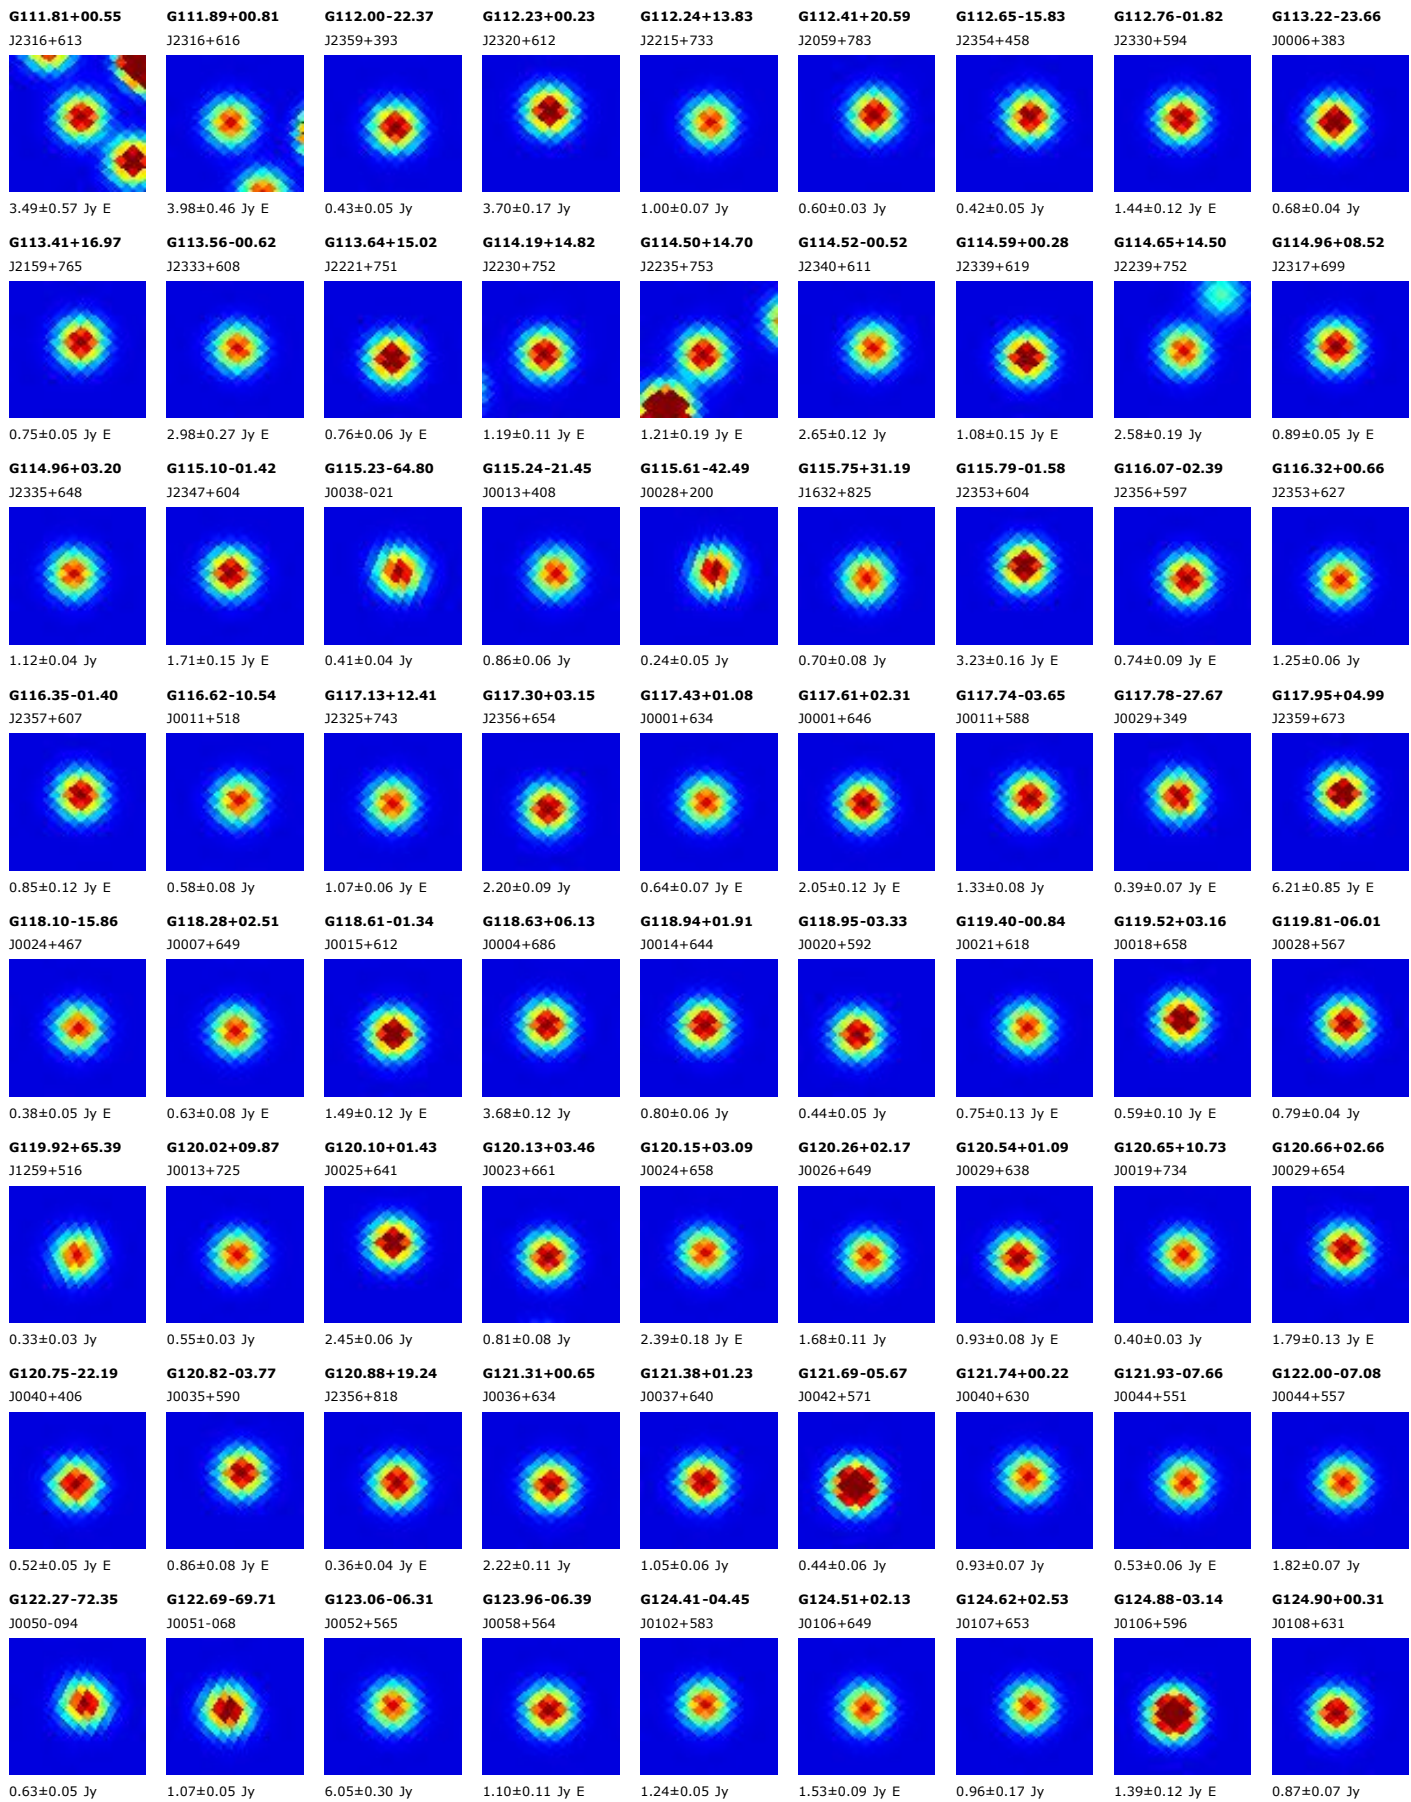 G111.81+00.55 G111.89+00.81 G112.00-22.37 G112.23+00.23 G112.24+13.83 G112.41+20.59 G112.65-15.83 G112.76-01.82 G113.22-23.66
J2316+613 J2316+616 J2359+393 J2320+612 J2215+733 J2059+783 J2354+458 J2330+594 J0006+383
3.49±0.57 Jy E 3.98±0.46 Jy E 0.43±0.05 Jy 3.70±0.17 Jy 1.00±0.07 Jy 0.60±0.03 Jy 0.42±0.05 Jy 1.44±0.12 Jy E 0.68±0.04 Jy
G113.41+16.97 G113.56-00.62 G113.64+15.02 G114.19+14.82 G114.50+14.70 G114.52-00.52 G114.59+00.28 G114.65+14.50 G114.96+08.52
J2159+765 J2333+608 J2221+751 J2230+752 J2235+753 J2340+611 J2339+619 J2239+752 J2317+699
0.75±0.05 Jy E 2.98±0.27 Jy E 0.76±0.06 Jy E 1.19±0.11 Jy E 1.21±0.19 Jy E 2.65±0.12 Jy 1.08±0.15 Jy E 2.58±0.19 Jy 0.89±0.05 Jy E
G114.96+03.20 G115.10-01.42 G115.23-64.80 G115.24-21.45 G115.61-42.49 G115.75+31.19 G115.79-01.58 G116.07-02.39 G116.32+00.66
J2335+648 J2347+604 J0038-021 J0013+408 J0028+200 J1632+825 J2353+604 J2356+597 J2353+627
1.12±0.04 Jy 1.71±0.15 Jy E 0.41±0.04 Jy 0.86±0.06 Jy 0.24±0.05 Jy 0.70±0.08 Jy 3.23±0.16 Jy E 0.74±0.09 Jy E 1.25±0.06 Jy
G116.35-01.40 G116.62-10.54 G117.13+12.41 G117.30+03.15 G117.43+01.08 G117.61+02.31 G117.74-03.65 G117.78-27.67 G117.95+04.99
J2357+607 J0011+518 J2325+743 J2356+654 J0001+634 J0001+646 J0011+588 J0029+349 J2359+673
0.85±0.12 Jy E 0.58±0.08 Jy 1.07±0.06 Jy E 2.20±0.09 Jy 0.64±0.07 Jy E 2.05±0.12 Jy E 1.33±0.08 Jy 0.39±0.07 Jy E 6.21±0.85 Jy E
G118.10-15.86 G118.28+02.51 G118.61-01.34 G118.63+06.13 G118.94+01.91 G118.95-03.33 G119.40-00.84 G119.52+03.16 G119.81-06.01
J0024+467 J0007+649 J0015+612 J0004+686 J0014+644 J0020+592 J0021+618 J0018+658 J0028+567
0.38±0.05 Jy E 0.63±0.08 Jy E 1.49±0.12 Jy E 3.68±0.12 Jy 0.80±0.06 Jy 0.44±0.05 Jy 0.75±0.13 Jy E 0.59±0.10 Jy E 0.79±0.04 Jy
G119.92+65.39 G120.02+09.87 G120.10+01.43 G120.13+03.46 G120.15+03.09 G120.26+02.17 G120.54+01.09 G120.65+10.73 G120.66+02.66
J1259+516 J0013+725 J0025+641 J0023+661 J0024+658 J0026+649 J0029+638 J0019+734 J0029+654
0.33±0.03 Jy 0.55±0.03 Jy 2.45±0.06 Jy 0.81±0.08 Jy 2.39±0.18 Jy E 1.68±0.11 Jy 0.93±0.08 Jy E 0.40±0.03 Jy 1.79±0.13 Jy E
G120.75-22.19 G120.82-03.77 G120.88+19.24 G121.31+00.65 G121.38+01.23 G121.69-05.67 G121.74+00.22 G121.93-07.66 G122.00-07.08
J0040+406 J0035+590 J2356+818 J0036+634 J0037+640 J0042+571 J0040+630 J0044+551 J0044+557
0.52±0.05 Jy E 0.86±0.08 Jy E 0.36±0.04 Jy E 2.22±0.11 Jy 1.05±0.06 Jy 0.44±0.06 Jy 0.93±0.07 Jy 0.53±0.06 Jy E 1.82±0.07 Jy
G122.27-72.35 G122.69-69.71 G123.06-06.31 G123.96-06.39 G124.41-04.45 G124.51+02.13 G124.62+02.53 G124.88-03.14 G124.90+00.31
J0050-094 J0051-068 J0052+565 J0058+564 J0102+583 J0106+649 J0107+653 J0106+596 J0108+631
0.63±0.05 Jy 1.07±0.05 Jy 6.05±0.30 Jy 1.10±0.11 Jy E 1.24±0.05 Jy 1.53±0.09 Jy E 0.96±0.17 Jy 1.39±0.12 Jy E 0.87±0.07 Jy